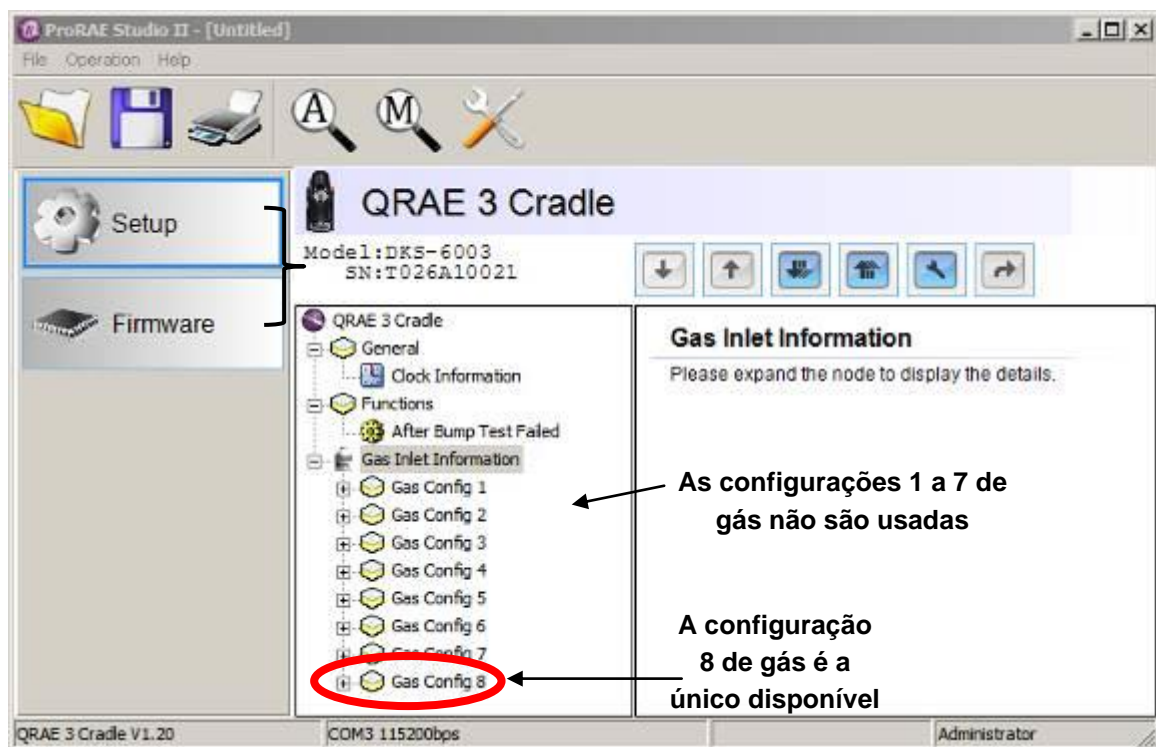 ProRAE Studio II - [Untitled]
File Operation Help
A M
Setup
Firmware
QRAE 3 Cradle
Model:DKS-6003
SN:T026A10021
QRAE 3 Cradle
General
Clock Information
Functions
After Bump Test Failed
Gas Inlet Information
Gas Config 1
Gas Config 2
Gas Config 3
Gas Config 4
Gas Config 5
Gas Config 6
Gas Config 7
Gas Config 8
Gas Inlet Information
Please expand the node to display the details.
As configurações 1 a 7 de
gás não são usadas
A configuração
8 de gás é a
único disponível
QRAE 3 Cradle V1.20
COM3 115200bps
Administrator